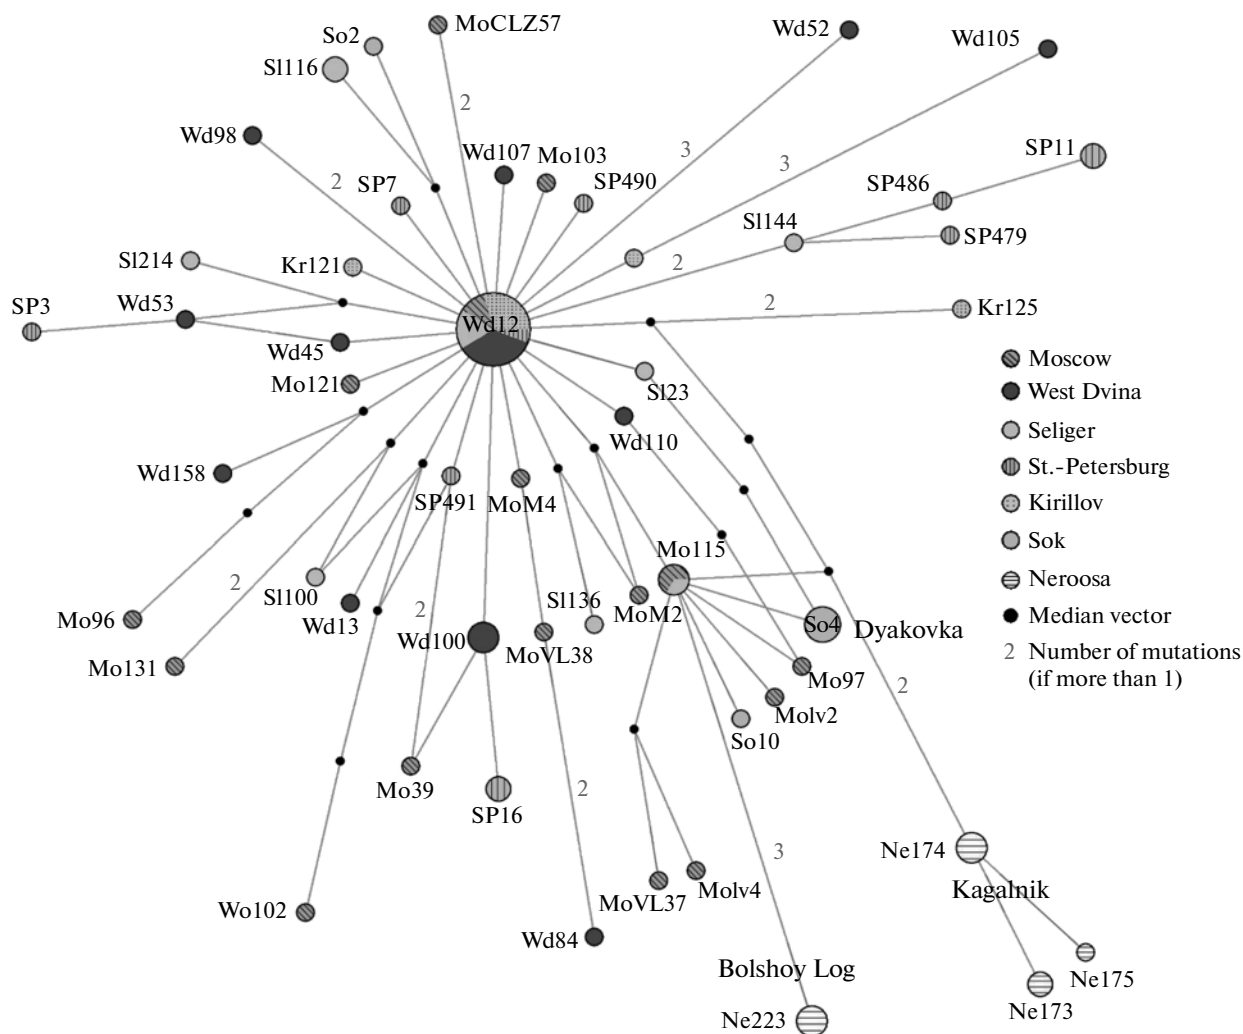 MoCLZ57
So2
Wd52
Wd105
Sl116
2
Wd98
3
Wd107
Mo103
SP11
3
SP7
2
SP490
SP486
Sl144
SP479
Sl214
Kr121
2
SP3
Wd53
Wd12
2
Kr125
Wd45
Moscow
Mo121
Sl23
West Dvina
Wd110
Seliger
Wd158
St.-Petersburg
SP491
MoM4
Kirillov
Mo115
Sok
2
Sl100
Neroosa
Sl136
MoM2
Mo96
Wd13
2
Wd100
So4
Dyakovka
Median vector
MoVL38
2 Number of mutations
(if more than 1)
Mo131
Mo97
2
Molv2
So10
Mo39
2
SP16
3
Ne174
Kagalnik
MoVL37
Molv4
Wo102
Wd84
Bolshoy Log
Ne175
Ne173
Ne223